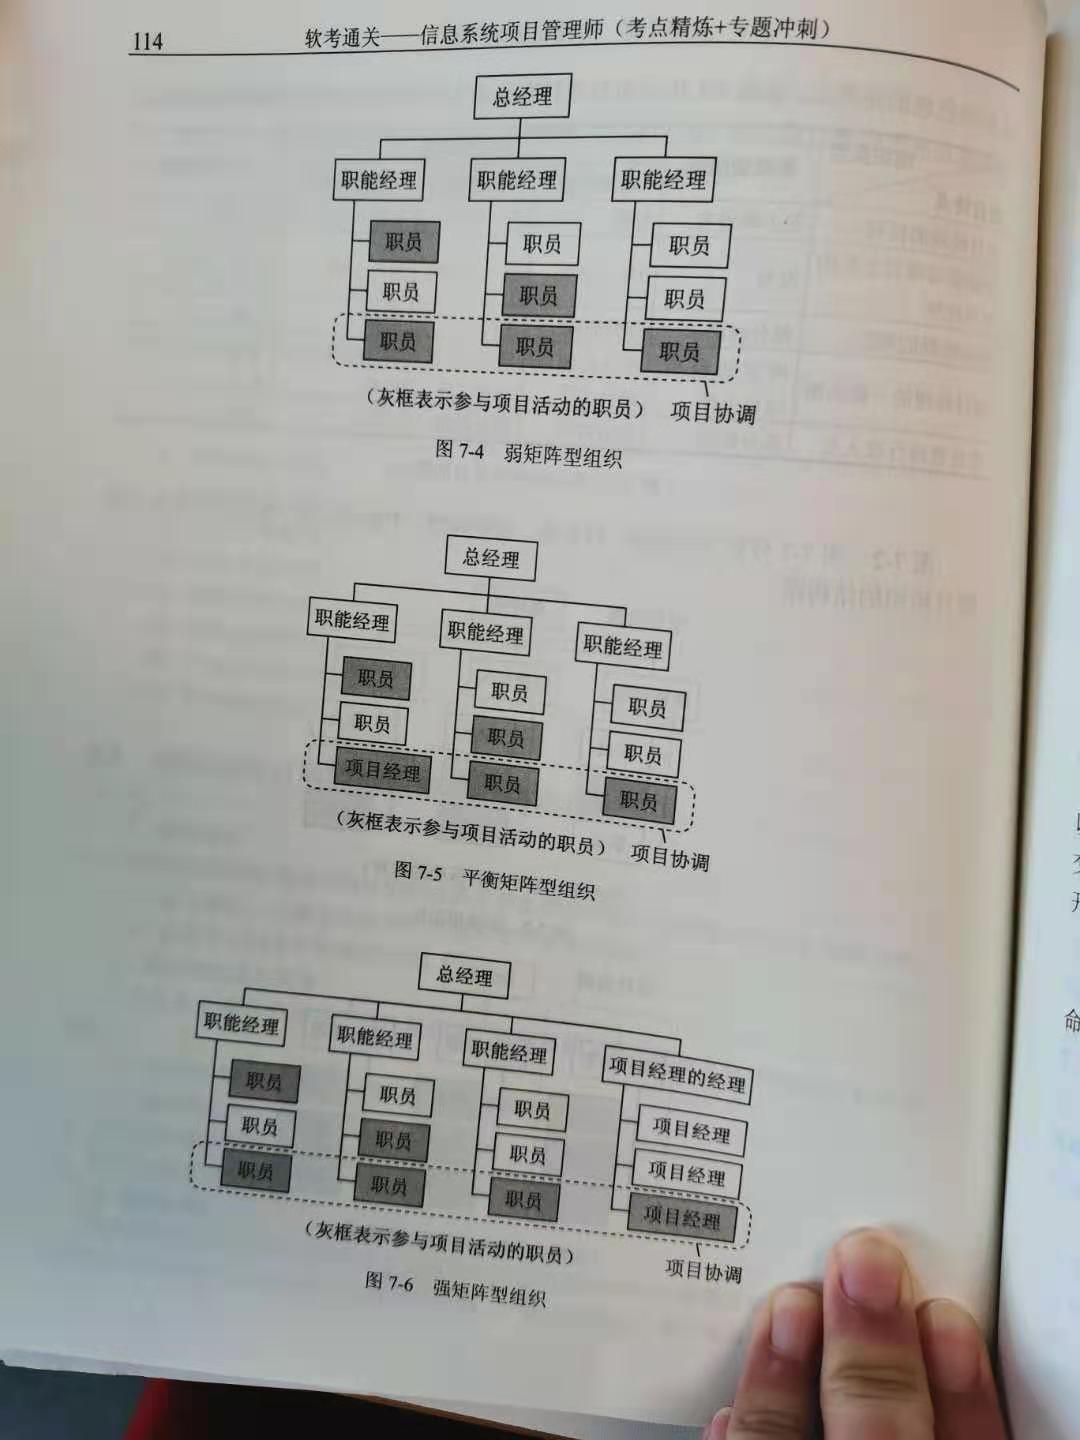 114
软考通关——信息系统项目管理师（考点精炼+专题冲刺）
总经理
职能经理 职能经理 职能经理
职员 职员 职员
职员 职员 职员
职员 职员 职员
（灰框表示参与项目活动的职员） 项目协调
图 7-4 弱矩阵型组织
总经理
职能经理 职能经理 职能经理
职员 职员 职员
职员 职员 职员
项目经理 职员 职员
（灰框表示参与项目活动的职员） 项目协调
图 7-5 平衡矩阵型组织
总经理
职能经理 职能经理 职能经理 项目经理的经理
职员 职员 职员 项目经理
职员 职员 职员 项目经理
职员 职员 职员 项目经理
（灰框表示参与项目活动的职员） 项目协调
图 7-6 强矩阵型组织
命